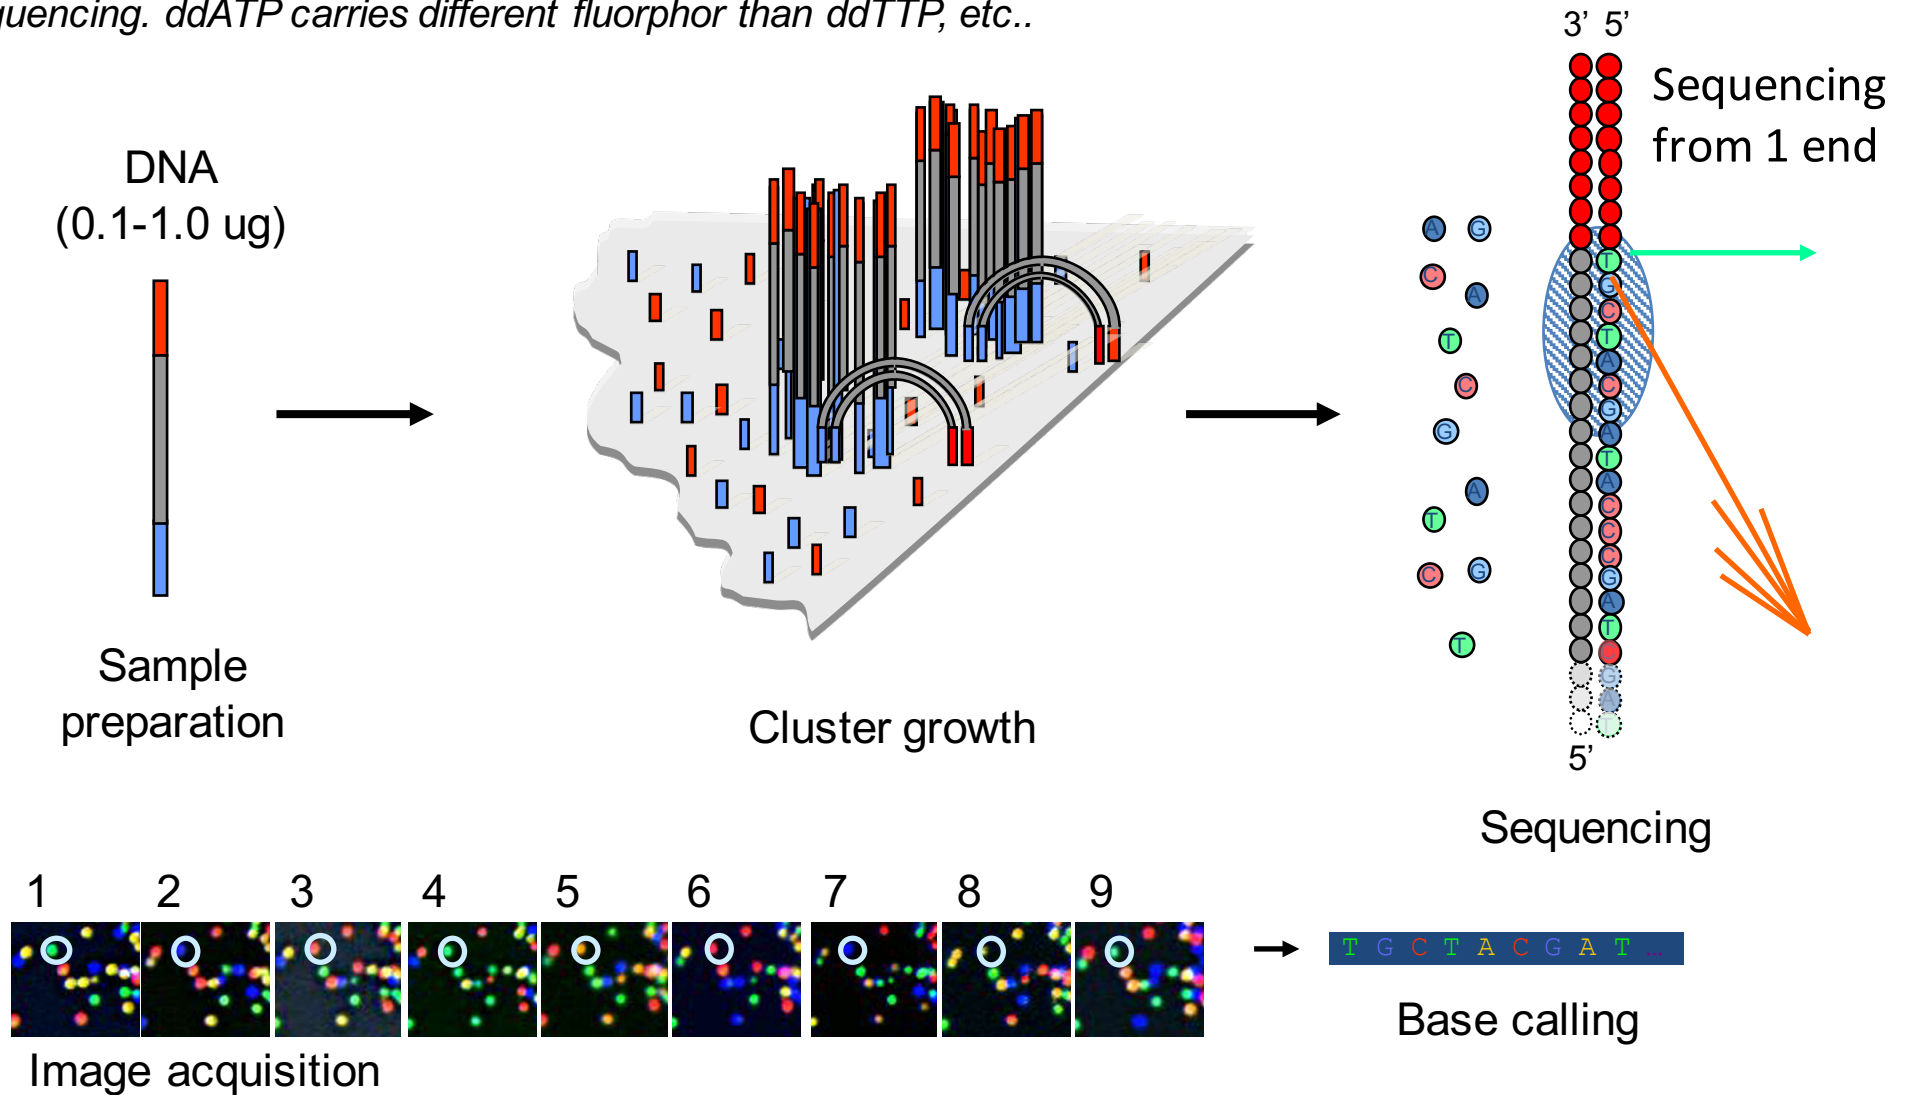 quencing. ddATP carries different fluorphor than ddTTP, etc..
3’ 5’
Sequencing
from 1 end
DNA
(0.1-1.0 ug)
A G
C
A
T
C
G
A
T
C G
T
T
G
C
T
A
C
G
A
T
A
C
C
C
G
A
T
G
A
T
5’
Sample
preparation
Cluster growth
Sequencing
1 2 3 4 5 6 7 8 9
T G C T A C G A T ...
Base calling
Image acquisition